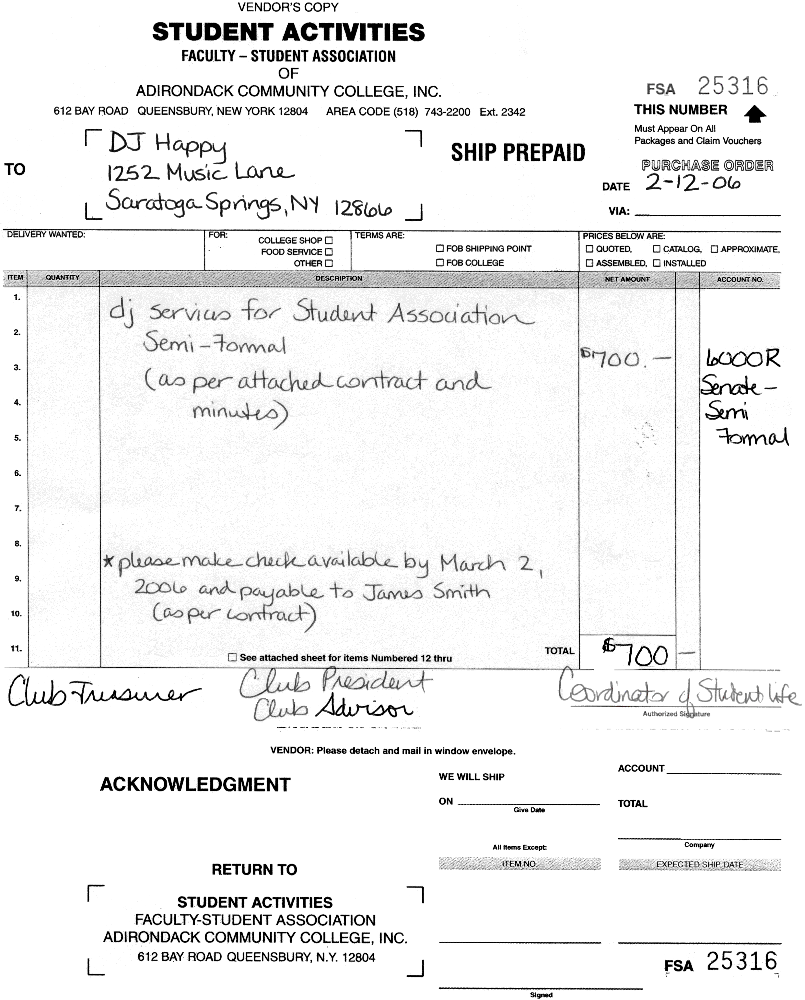 VENDOR'S COPY
STUDENT ACTIVITIES
FACULTY – STUDENT ASSOCIATION
OF
ADIRONDACK COMMUNITY COLLEGE, INC.
612 BAY ROAD QUEENSBURY, NEW YORK 12804 AREA CODE (518) 743-2200 Ext. 2342
FSA 25316
THIS NUMBER
Must Appear On All
Packages and Claim Vouchers
PURCHASE ORDER
TO
DJ Happy
1252 Music Lane
Saratoga Springs, NY 12866
SHIP PREPAID
DATE 2-12-06
VIA:
DELIVERY WANTED:
FOR:
COLLEGE SHOP ☐
FOOD SERVICE ☐
OTHER ☐
TERMS ARE:
☐ FOB SHIPPING POINT
☐ FOB COLLEGE
PRICES BELOW ARE:
☐ QUOTED, ☐ CATALOG, ☐ APPROXIMATE,
☐ ASSEMBLED, ☐ INSTALLED
ITEM QUANTITY DESCRIPTION NET AMOUNT ACCOUNT NO.
1.
dj services for Student Association
2.
Semi-Formal
$700.— 6000R
3.
(as per attached contract and
Senate-
4.
minutes)
Semi
5.
Formal
6.
7.
8.
*please make check available by March 2,
9.
2006 and payable to James Smith
10.
(as per contract)
11.
☐ See attached sheet for items Numbered 12 thru
TOTAL $700 —
Club Treasurer
Club President
Club Advisor
Coordinator of Student Life
Authorized Signature
VENDOR: Please detach and mail in window envelope.
ACKNOWLEDGMENT
WE WILL SHIP
ON
Give Date
ACCOUNT
TOTAL
Company
All Items Except:
ITEM NO.
EXPECTED SHIP. DATE
RETURN TO
STUDENT ACTIVITIES
FACULTY-STUDENT ASSOCIATION
ADIRONDACK COMMUNITY COLLEGE, INC.
612 BAY ROAD QUEENSBURY, N.Y. 12804
FSA 25316
Signed